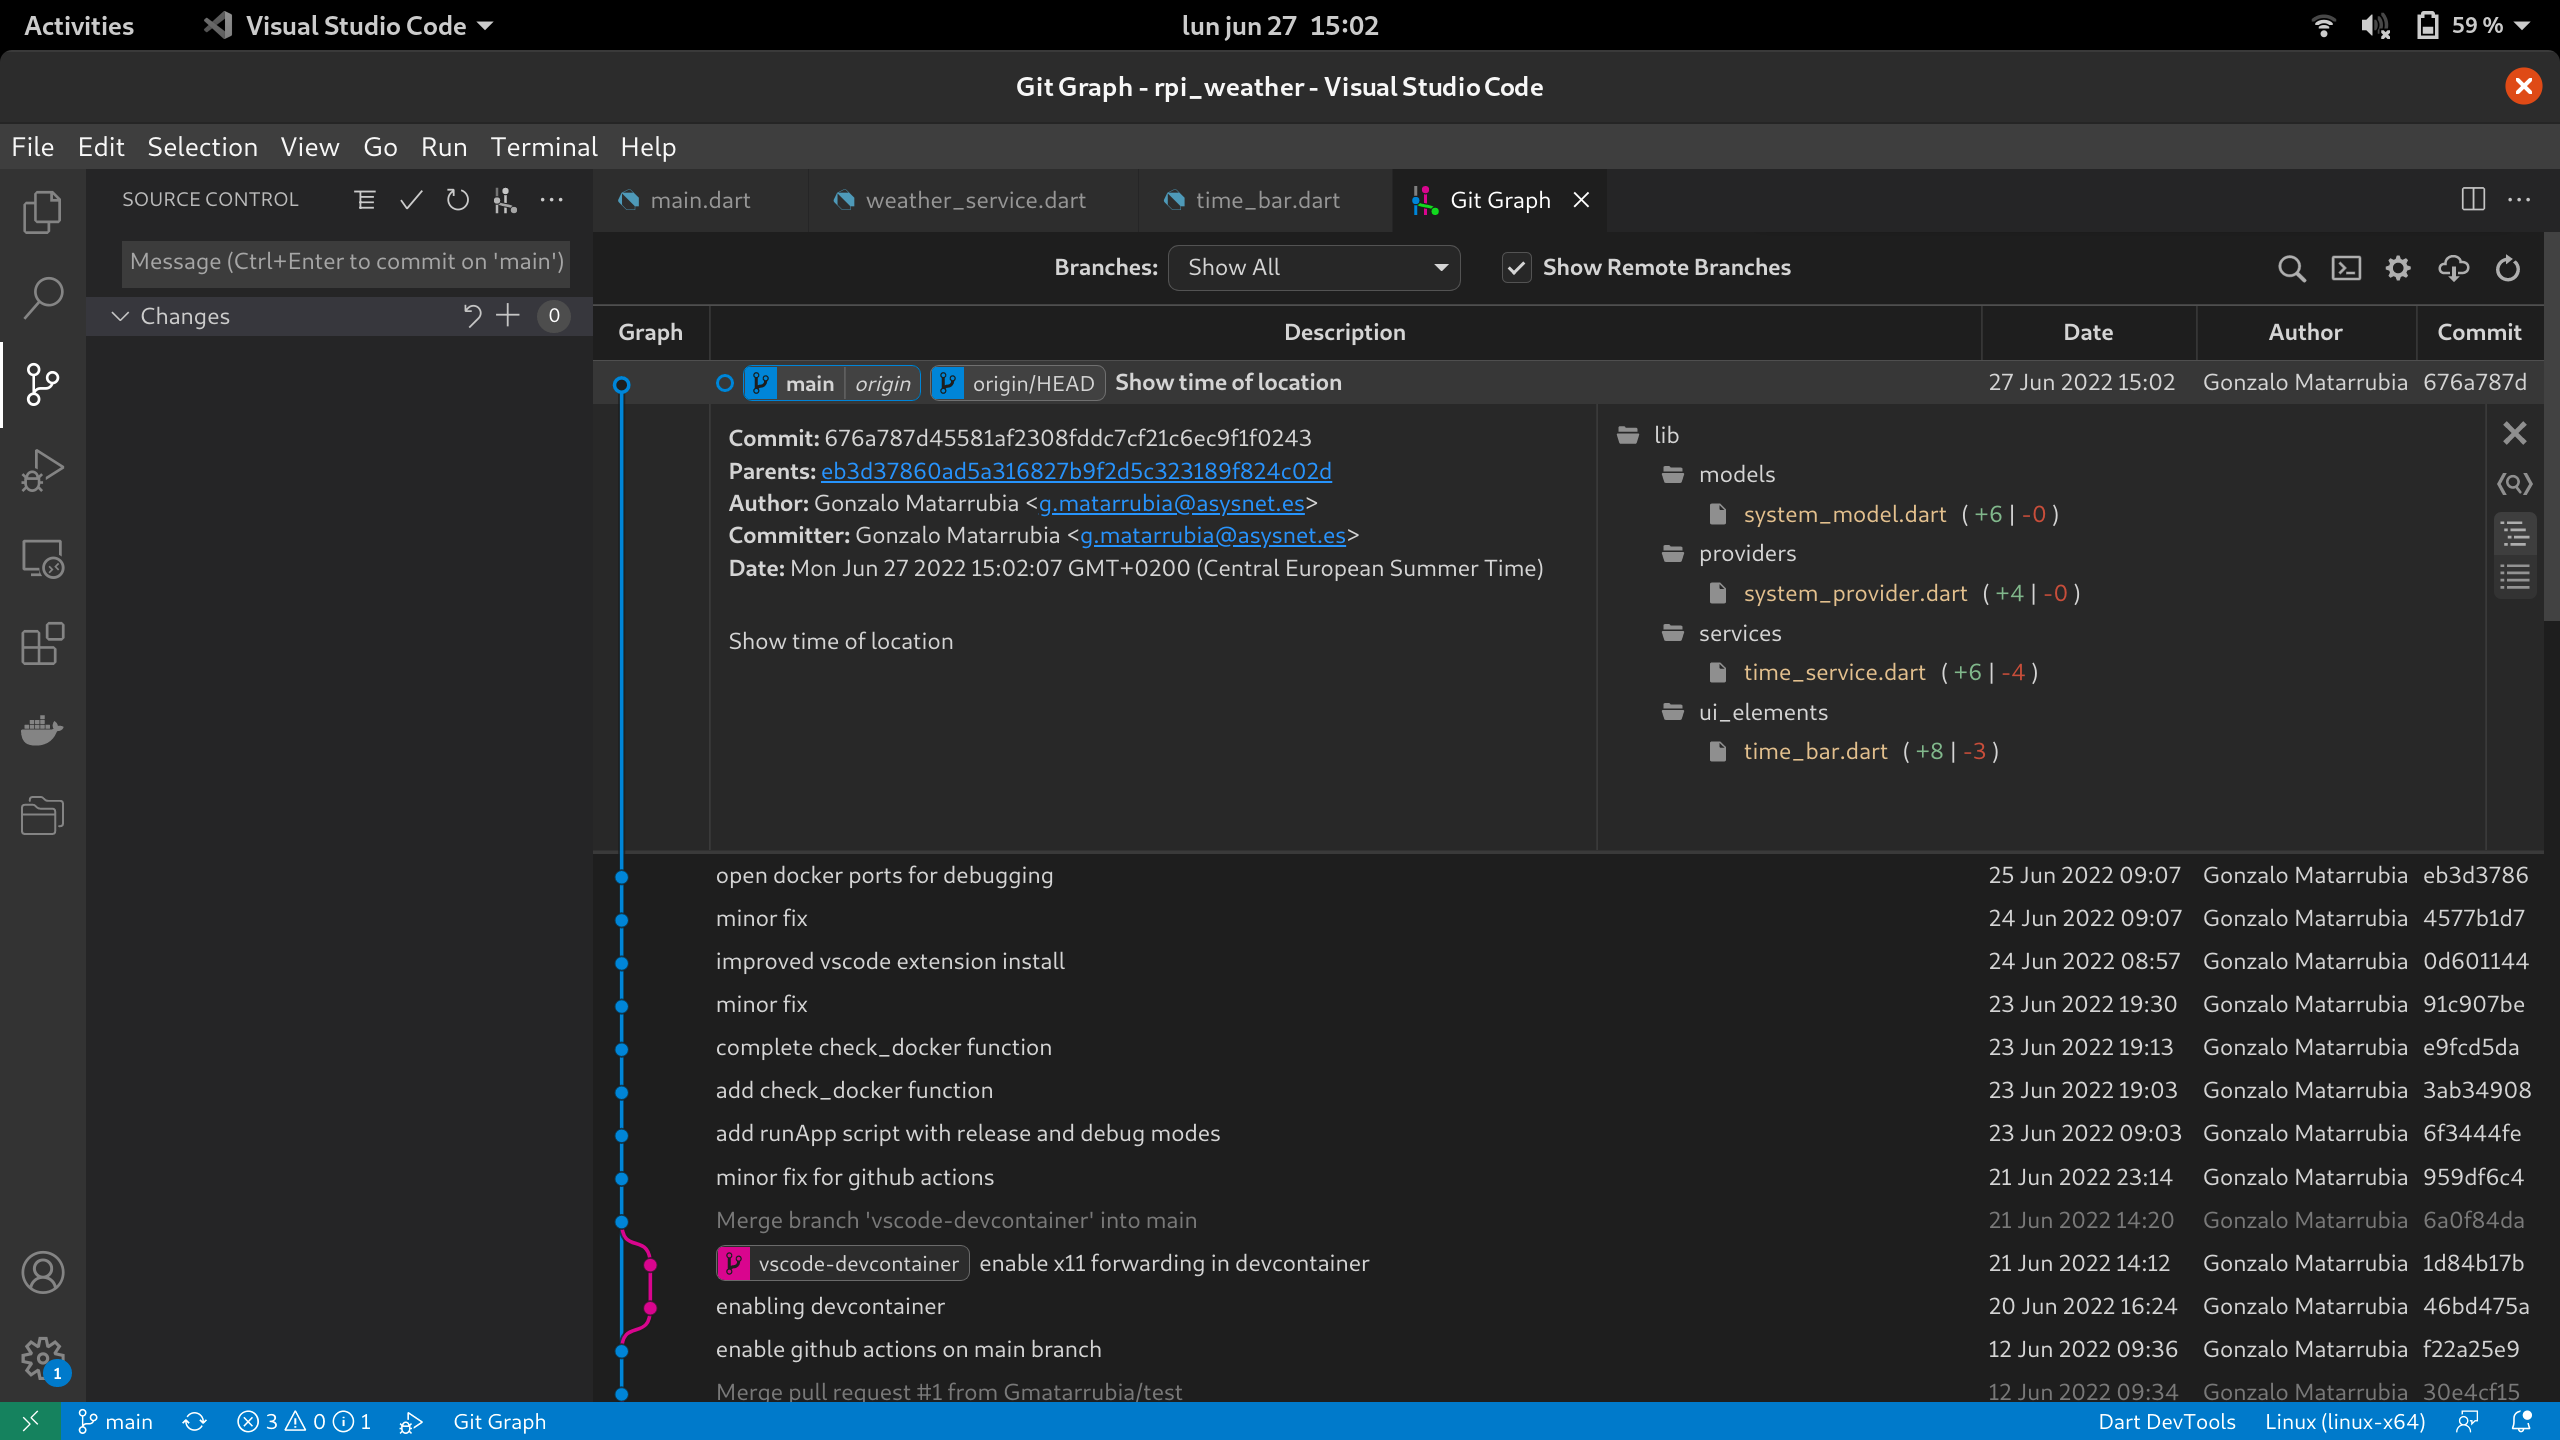 Activities Visual Studio Code lun jun 27 15:02 59 %
Git Graph - rpi_weather - Visual Studio Code
File Edit Selection View Go Run Terminal Help
SOURCE CONTROL
main.dart weather_service.dart time_bar.dart Git Graph
Message (Ctrl+Enter to commit on 'main')
Changes 0
Branches: Show All Show Remote Branches
Graph Description Date Author Commit
main origin origin/HEAD Show time of location 27 Jun 2022 15:02 Gonzalo Matarrubia 676a787d
Commit: 676a787d45581af2308fddc7cf21c6ec9f1f0243
Parents: eb3d37860ad5a316827b9f2d5c323189f824c02d
Author: Gonzalo Matarrubia <g.matarrubia@asysnet.es>
Committer: Gonzalo Matarrubia <g.matarrubia@asysnet.es>
Date: Mon Jun 27 2022 15:02:07 GMT+0200 (Central European Summer Time)
Show time of location
lib
models
system_model.dart ( +6 | -0 )
providers
system_provider.dart ( +4 | -0 )
services
time_service.dart ( +6 | -4 )
ui_elements
time_bar.dart ( +8 | -3 )
open docker ports for debugging 25 Jun 2022 09:07 Gonzalo Matarrubia eb3d3786
minor fix 24 Jun 2022 09:07 Gonzalo Matarrubia 4577b1d7
improved vscode extension install 24 Jun 2022 08:57 Gonzalo Matarrubia 0d601144
minor fix 23 Jun 2022 19:30 Gonzalo Matarrubia 91c907be
complete check_docker function 23 Jun 2022 19:13 Gonzalo Matarrubia e9fcd5da
add check_docker function 23 Jun 2022 19:03 Gonzalo Matarrubia 3ab34908
add runApp script with release and debug modes 23 Jun 2022 09:03 Gonzalo Matarrubia 6f3444fe
minor fix for github actions 21 Jun 2022 23:14 Gonzalo Matarrubia 959df6c4
Merge branch 'vscode-devcontainer' into main 21 Jun 2022 14:20 Gonzalo Matarrubia 6a0f84da
vscode-devcontainer enable x11 forwarding in devcontainer 21 Jun 2022 14:12 Gonzalo Matarrubia 1d84b17b
enabling devcontainer 20 Jun 2022 16:24 Gonzalo Matarrubia 46bd475a
enable github actions on main branch 12 Jun 2022 09:36 Gonzalo Matarrubia f22a25e9
Merge pull request #1 from Gmatarrubia/test 12 Jun 2022 09:34 Gonzalo Matarrubia 30e4cf15
1
main 3 0 1 Git Graph Dart DevTools Linux (linux-x64)